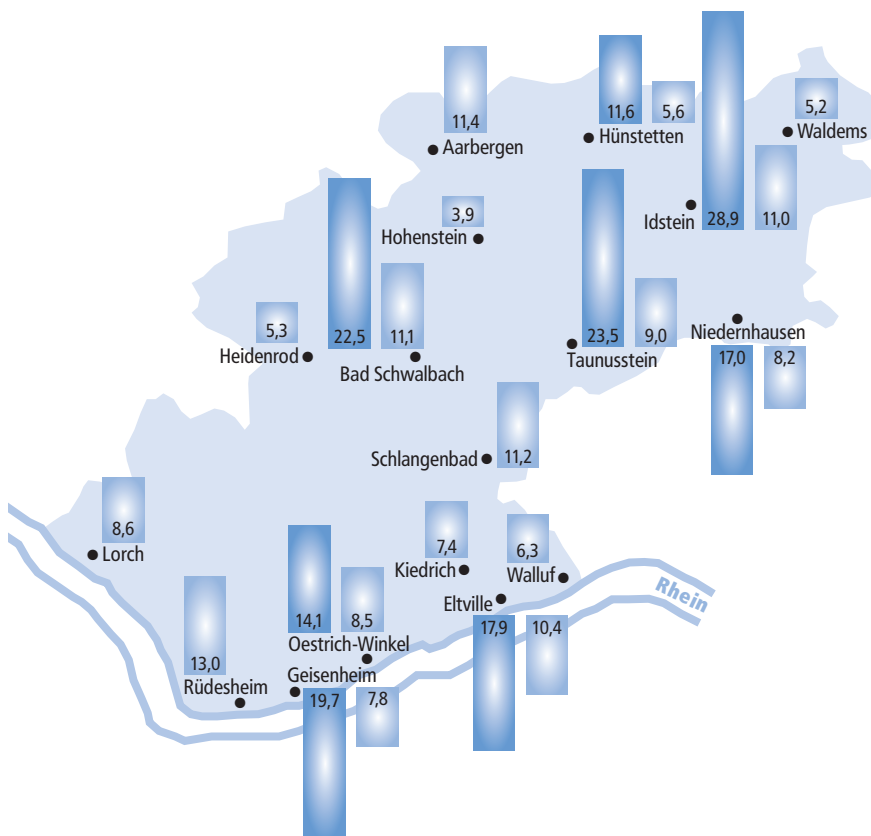 11,4
Aarbergen
11,6
5,6
Hünstetten
5,2
Waldems
3,9
Hohenstein
Idstein
28,9
11,0
5,3
Heidenrod
22,5
11,1
Bad Schwalbach
23,5
9,0
Taunusstein
Niedernhausen
17,0
8,2
Schlangenbad
11,2
8,6
Lorch
7,4
Kiedrich
6,3
Walluf
Eltville
17,9
10,4
Rhein
14,1
8,5
Oestrich-Winkel
13,0
Rüdesheim
Geisenheim
19,7
7,8